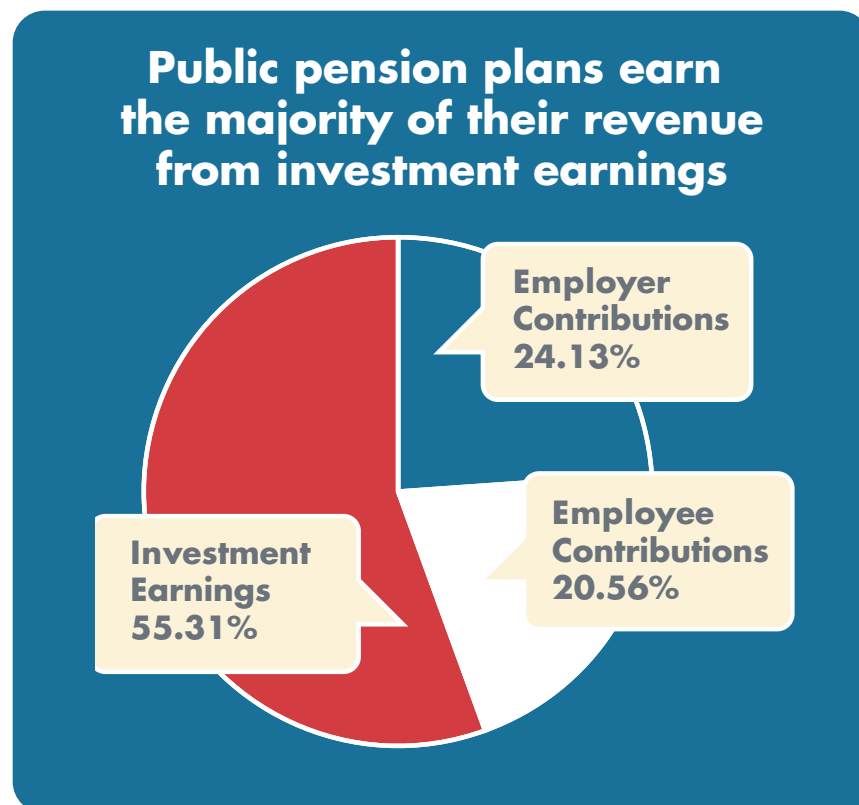 Public pension plans earn
the majority of their revenue
from investment earnings
Employer
Contributions
24.13%
Employee
Contributions
20.56%
Investment
Earnings
55.31%